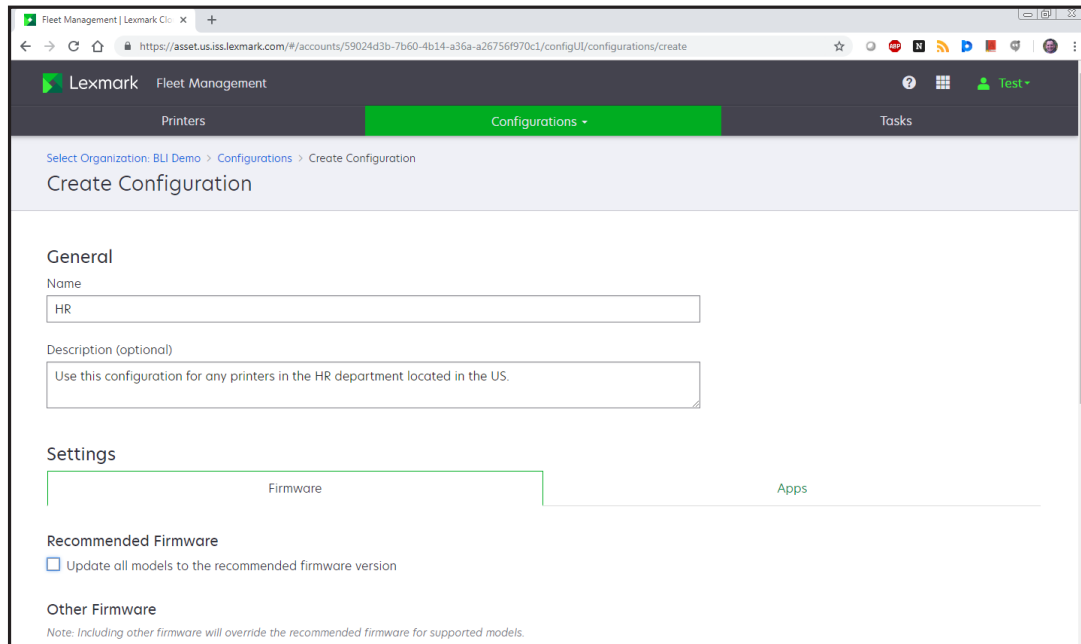 Fleet Management | Lexmark Clo
https://asset.us.iss.lexmark.com/#/accounts/59024d3b-7b60-4b14-a36a-a26756f970c1/configUI/configurations/create
ABP N
Lexmark Fleet Management ? Test
Printers Configurations Tasks
Select Organization: BLI Demo > Configurations > Create Configuration
Create Configuration
General
Name
HR
Description (optional)
Use this configuration for any printers in the HR department located in the US.
Settings
Firmware Apps
Recommended Firmware
Update all models to the recommended firmware version
Other Firmware
Note: Including other firmware will override the recommended firmware for supported models.